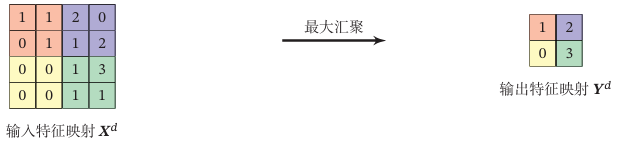 1 1 2 0
0 1 1 2
0 0 1 3
0 0 1 1
输入特征映射 X^d
最大汇聚
1 2
0 3
输出特征映射 Y^d